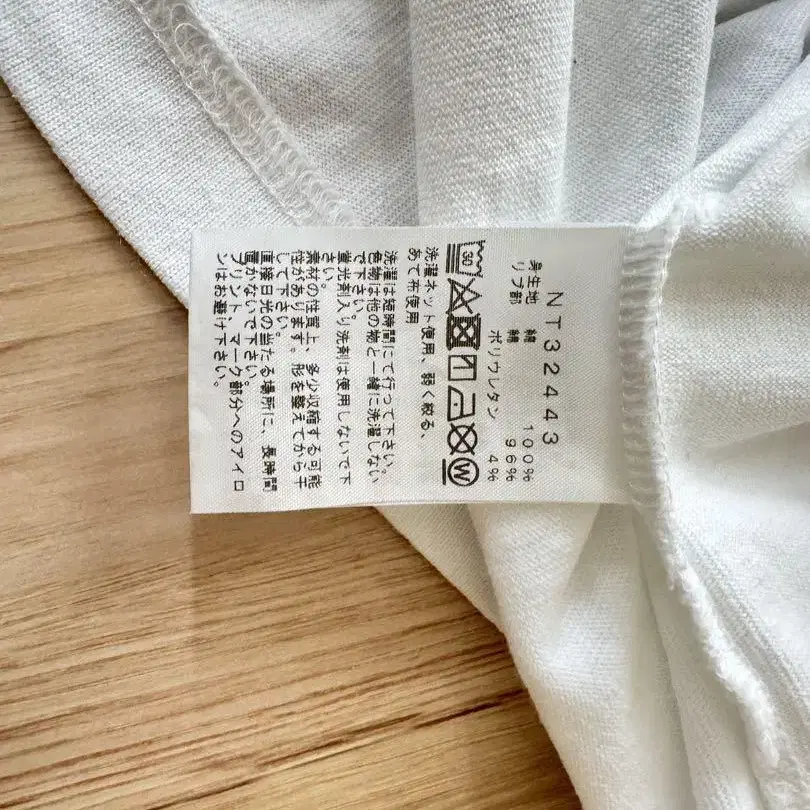 NT32443
身生地 綿 100%
リブ部 綿 96%
ポリウレタン 4%
30
W
洗濯ネット使用、弱く絞る、
あて布使用
洗濯は短時間にて行って下さい。
色物は他の物と一緒に洗濯しない
で下さい。
蛍光剤入り洗剤は使用しないで下
さい。
素材の性質上、多少収縮する可能
性があります。形を整えてから干
して下さい。
直接日光の当たる場所に、長時間
置かないで下さい。
プリント、マーク部分へのアイロ
ンはお避け下さい。